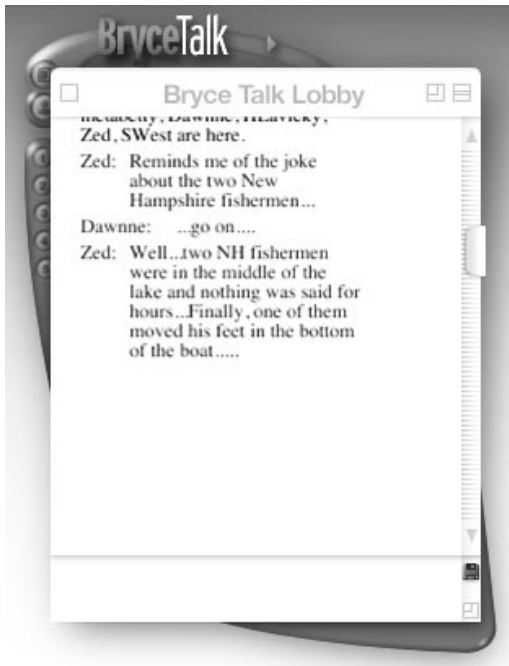 BryceTalk
Bryce Talk Lobby
Zed, SWest are here.
Zed: Reminds me of the joke
about the two New
Hampshire fishermen...
Dawnne: ...go on....
Zed: Well...two NH fishermen
were in the middle of the
lake and nothing was said for
hours...Finally, one of them
moved his feet in the bottom
of the boat.....